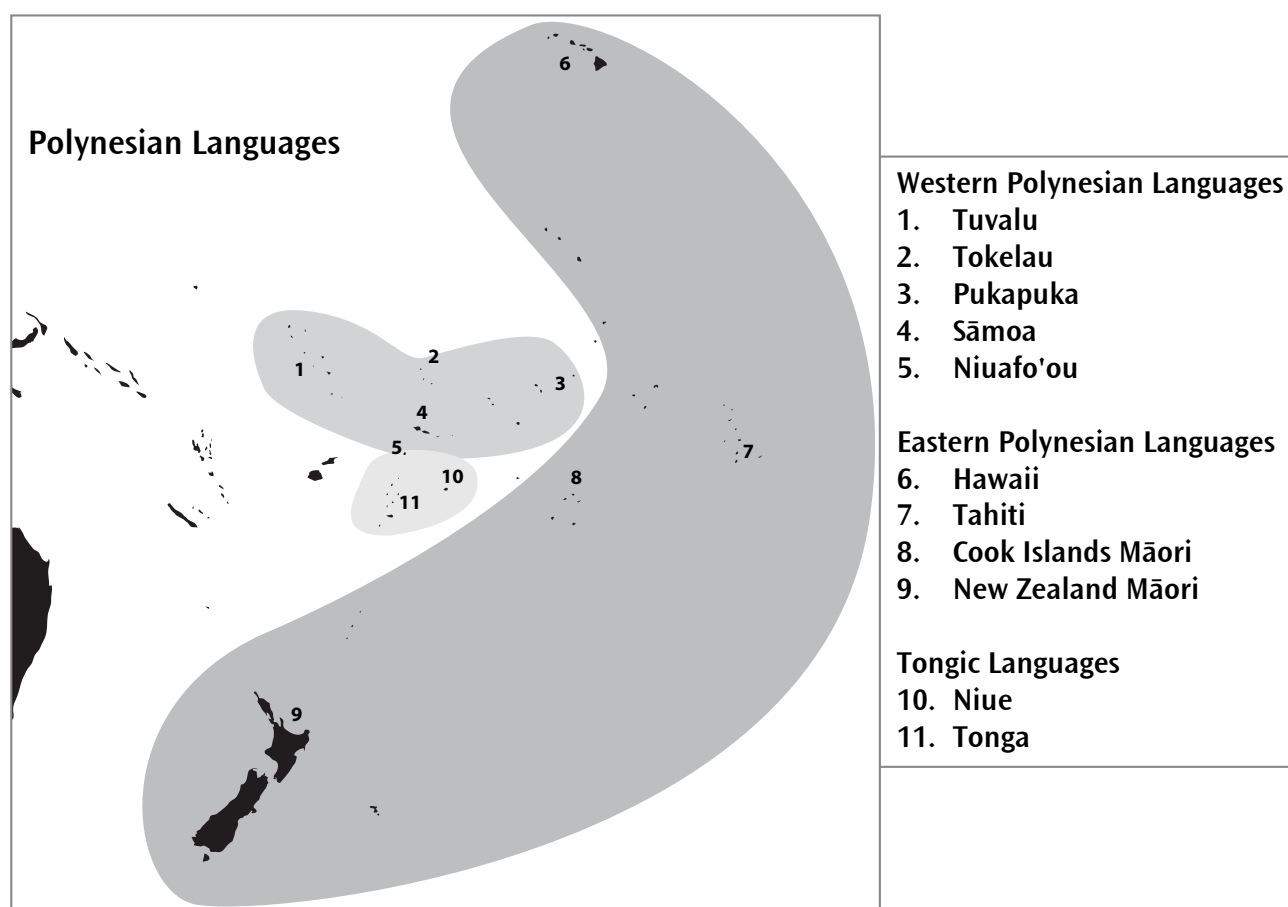 Polynesian Languages
6
1
2
3
4
5
7
8
10
11
9
Western Polynesian Languages
1. Tuvalu
2. Tokelau
3. Pukapuka
4. Sāmoa
5. Niuafo'ou
Eastern Polynesian Languages
6. Hawaii
7. Tahiti
8. Cook Islands Māori
9. New Zealand Māori
Tongic Languages
10. Niue
11. Tonga